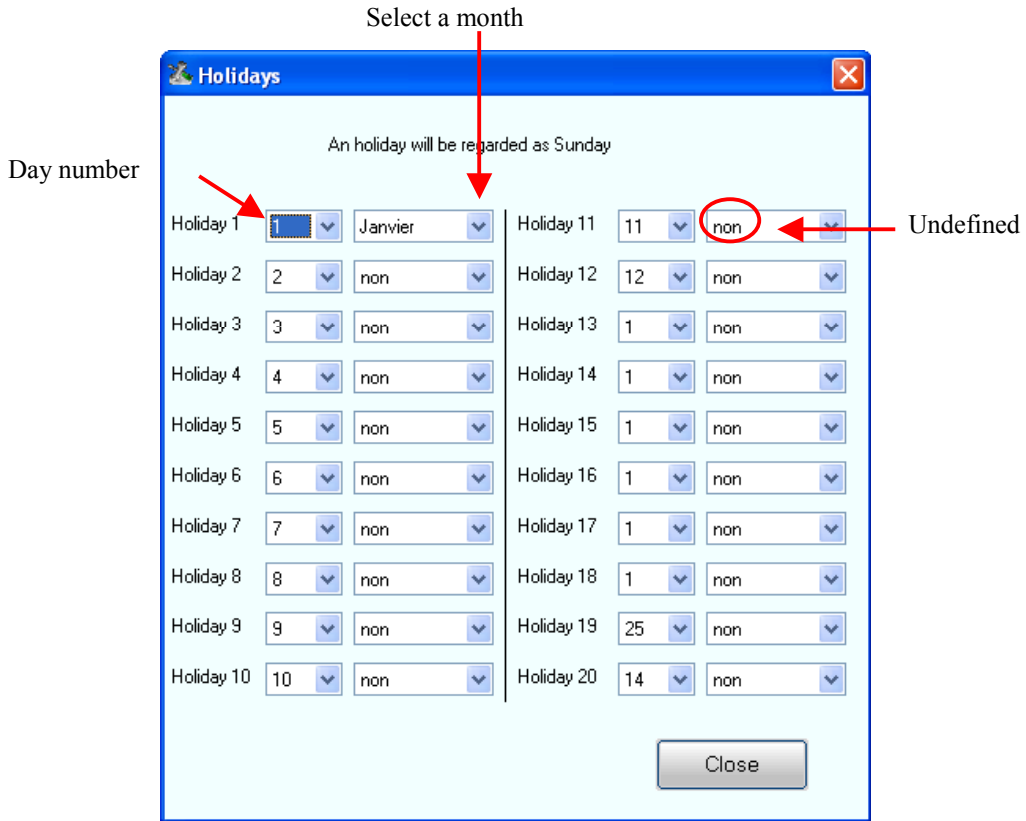 Select a month
Holidays
An holiday will be regarded as Sunday
Day number
Holiday 1 1 Janvier Holiday 11 11 non Undefined
Holiday 2 2 non Holiday 12 12 non
Holiday 3 3 non Holiday 13 1 non
Holiday 4 4 non Holiday 14 1 non
Holiday 5 5 non Holiday 15 1 non
Holiday 6 6 non Holiday 16 1 non
Holiday 7 7 non Holiday 17 1 non
Holiday 8 8 non Holiday 18 1 non
Holiday 9 9 non Holiday 19 25 non
Holiday 10 10 non Holiday 20 14 non
Close